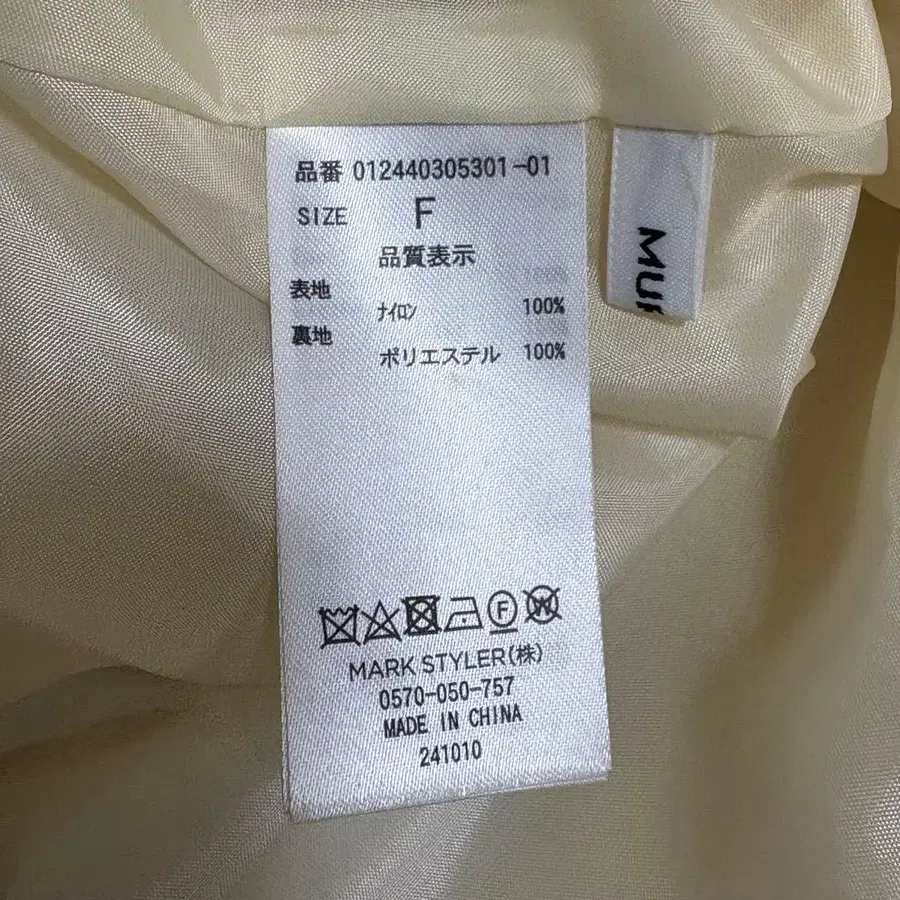 品番 012440305301-01
SIZE F
品質表示
表地
ナイロン 100%
裏地
ポリエステル 100%
F
W
MARK STYLER(株)
0570-050-757
MADE IN CHINA
241010